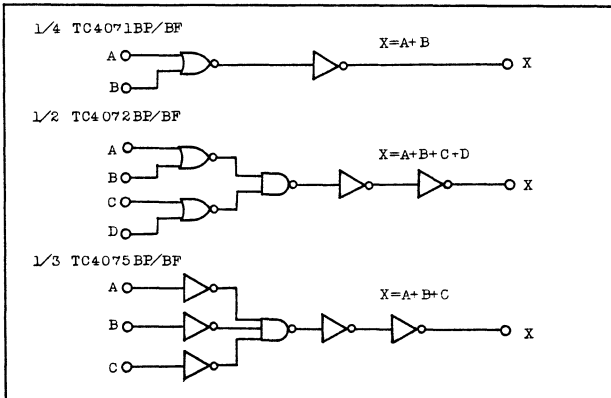 1/4 TC4071BP/BF
A
X=A+B
X
B
1/2 TC4072BP/BF
A
X=A+B+C+D
B
X
C
D
1/3 TC4075BP/BF
A
X=A+B+C
B
X
C